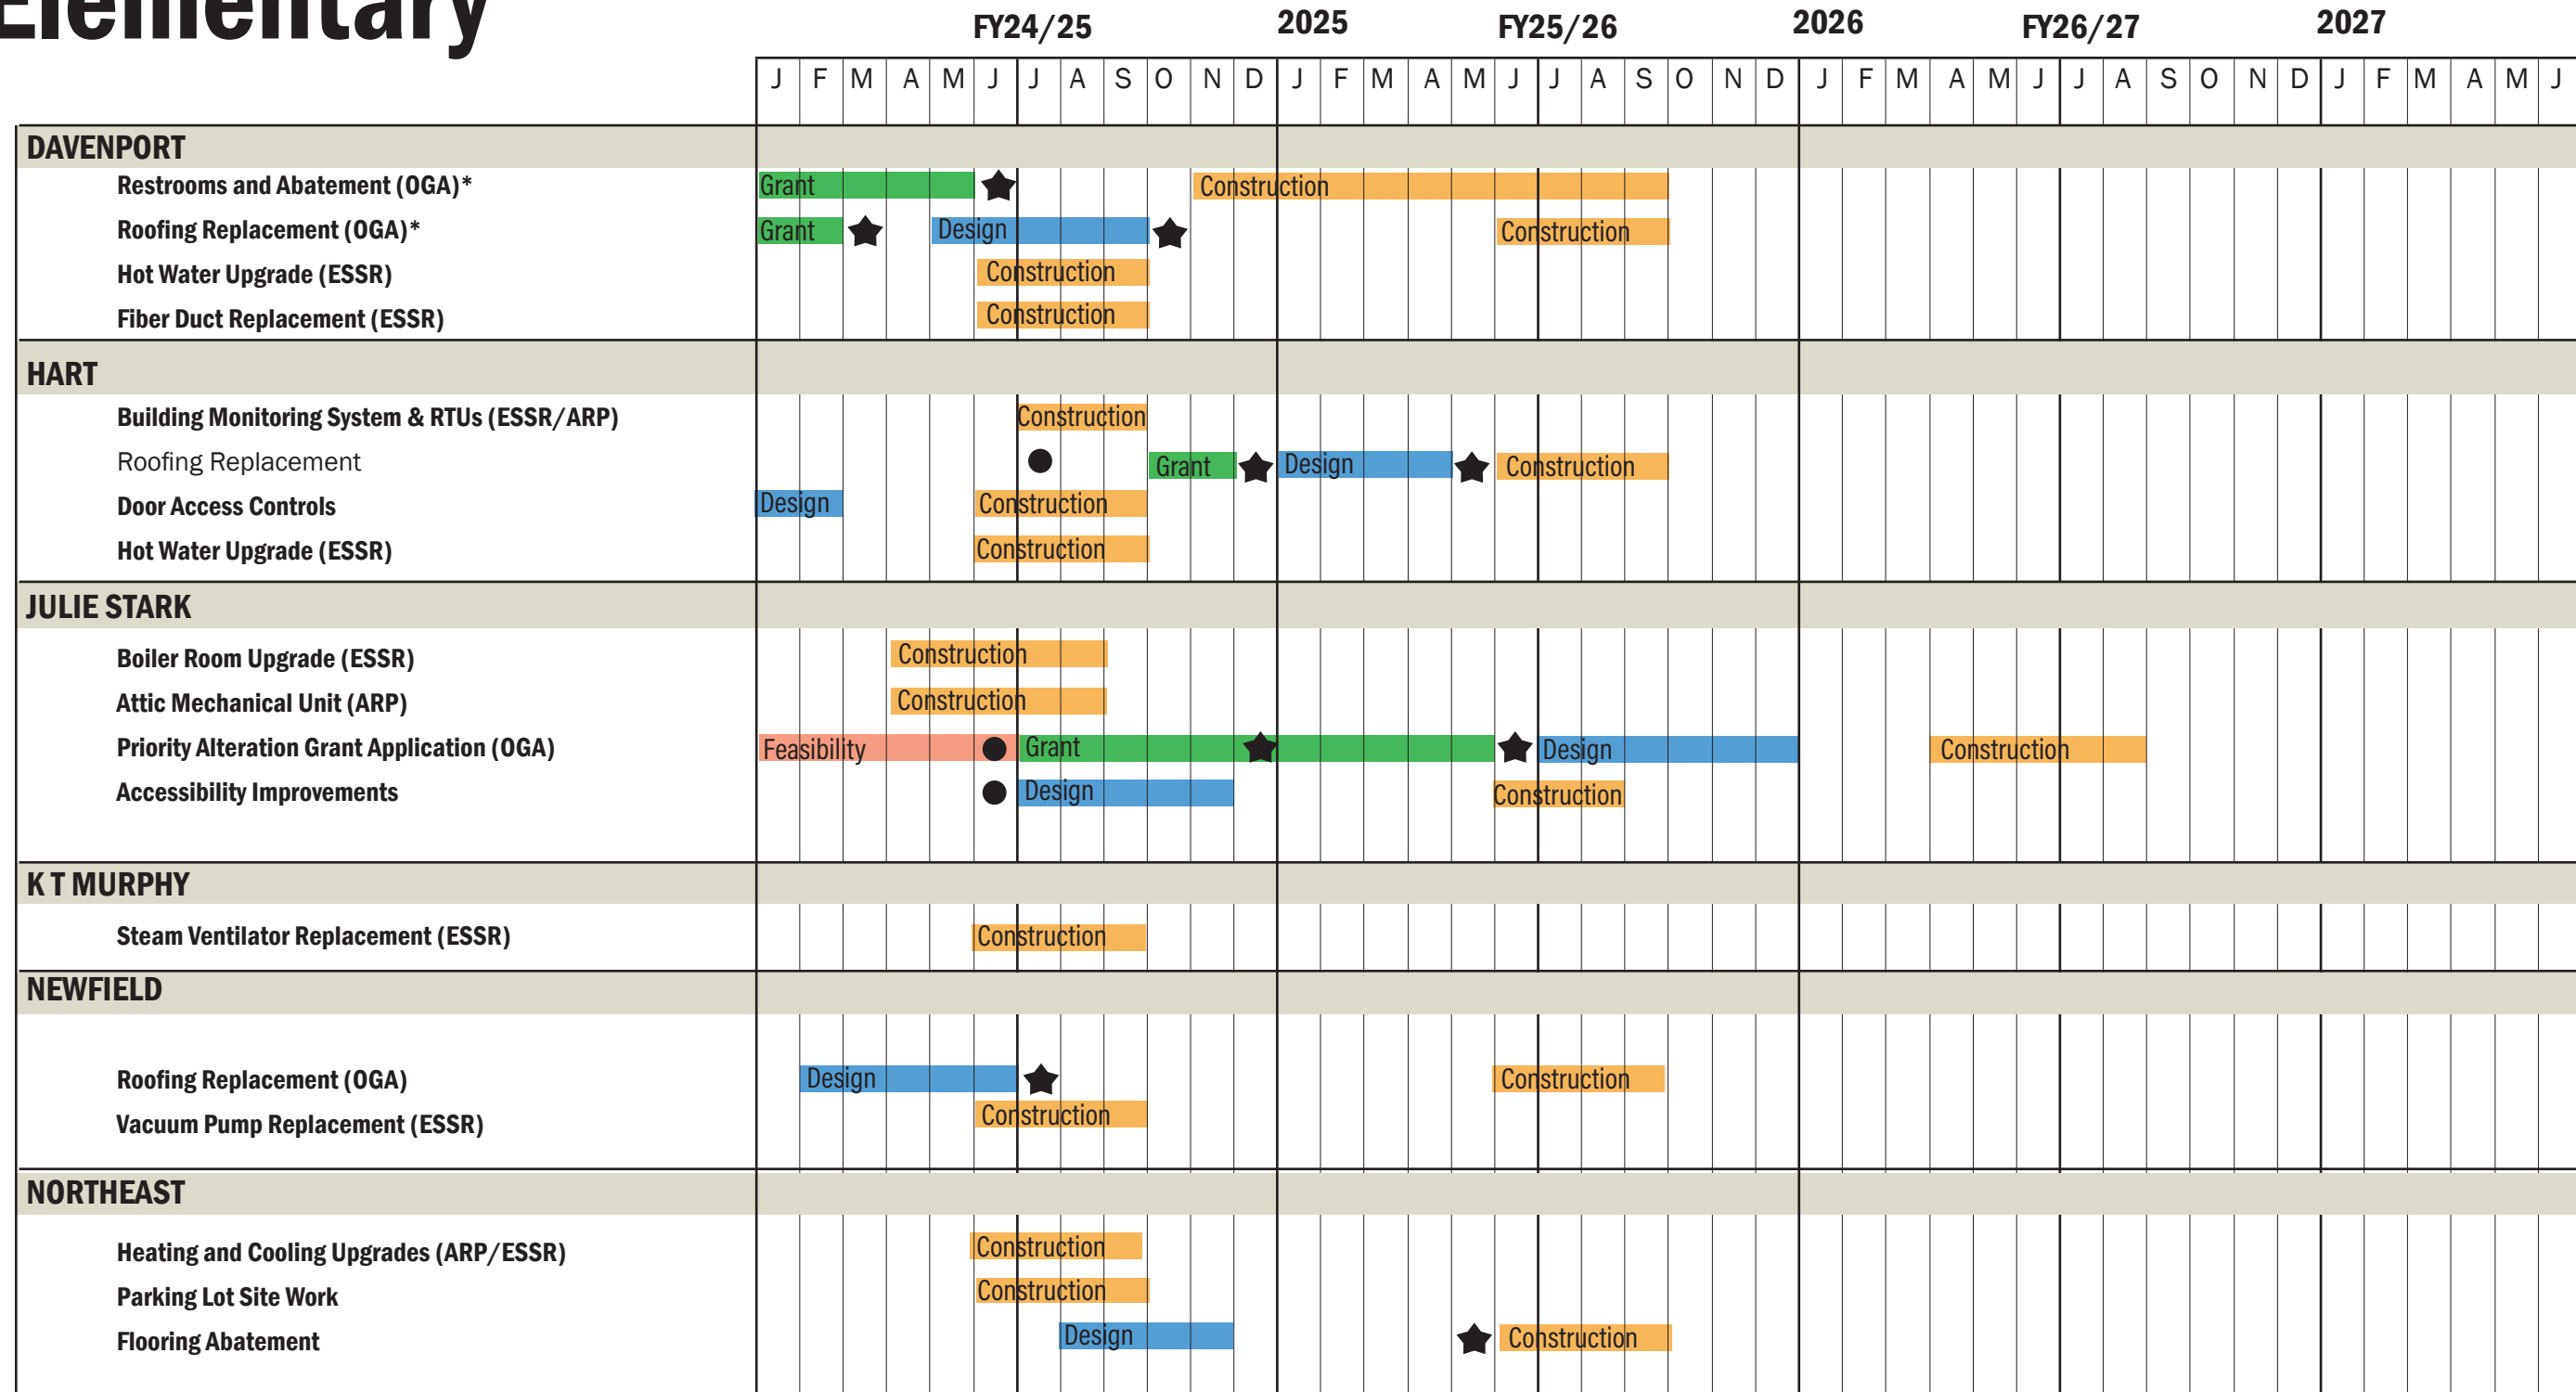 Elementary
FY24/25 2025 FY25/26 2026 FY26/27 2027
J F M A M J J A S O N D J F M A M J J A S O N D J F M A M J J A S O N D J F M A M J
DAVENPORT
Restrooms and Abatement (OGA)* Grant Construction
Roofing Replacement (OGA)* Grant Design Construction
Hot Water Upgrade (ESSR) Construction
Fiber Duct Replacement (ESSR) Construction
HART
Building Monitoring System & RTUs (ESSR/ARP) Construction
Roofing Replacement Grant Design Construction
Door Access Controls Design Construction
Hot Water Upgrade (ESSR) Construction
JULIE STARK
Boiler Room Upgrade (ESSR) Construction
Attic Mechanical Unit (ARP) Construction
Priority Alteration Grant Application (OGA) Feasibility Grant Design Construction
Accessibility Improvements Design Construction
K T MURPHY
Steam Ventilator Replacement (ESSR) Construction
NEWFIELD
Roofing Replacement (OGA) Design Construction
Vacuum Pump Replacement (ESSR) Construction
NORTHEAST
Heating and Cooling Upgrades (ARP/ESSR) Construction
Parking Lot Site Work Construction
Flooring Abatement Design Construction